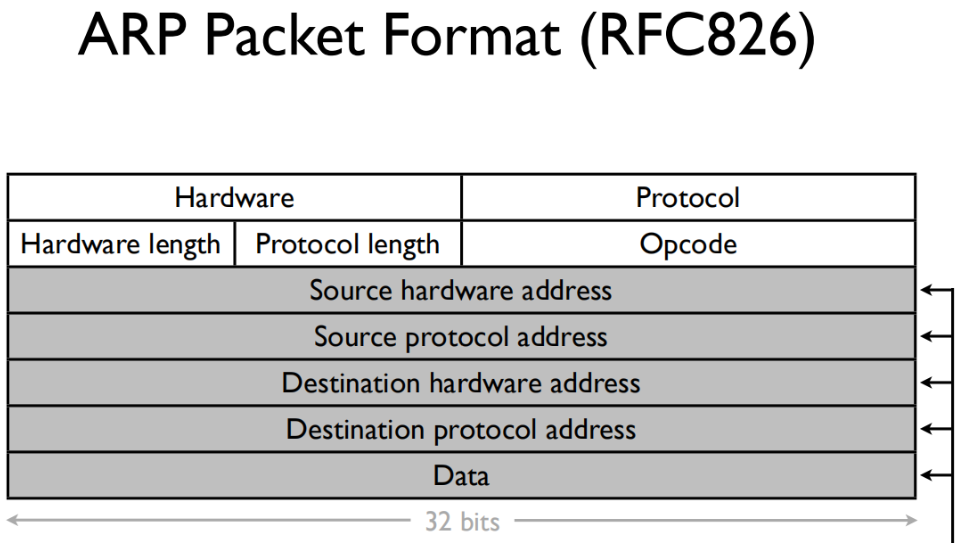 ARP Packet Format (RFC826)
Hardware Protocol
Hardware length Protocol length Opcode
Source hardware address
Source protocol address
Destination hardware address
Destination protocol address
Data
32 bits